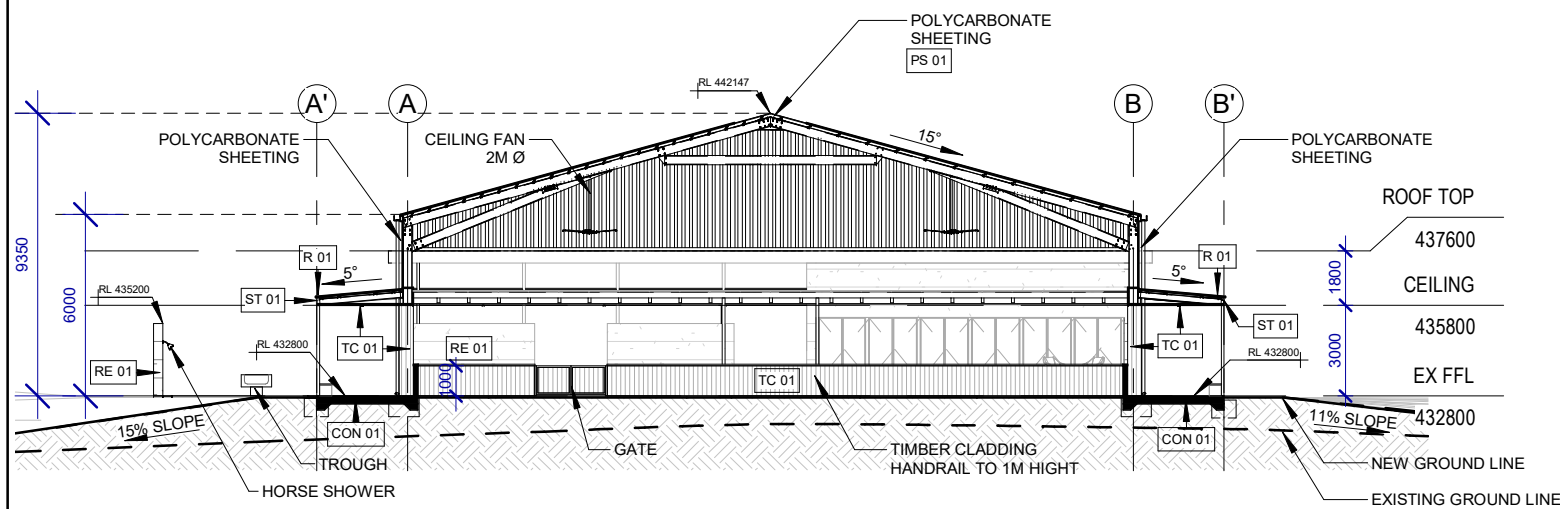 POLYCARBONATE
SHEETING
PS 01
RL 442147
A'
A
B
B'
POLYCARBONATE
SHEETING
CEILING FAN
2M Ø
15°
POLYCARBONATE
SHEETING
ROOF TOP
437600
9350
6000
R 01
5°
5°
R 01
1800
CEILING
RL 435200
ST 01
ST 01
435800
TC 01
RE 01
TC 01
RL 432800
RL 432800
3000
RE 01
1000
TC 01
EX FFL
432800
15% SLOPE
CON 01
CON 01
11% SLOPE
TROUGH
GATE
TIMBER CLADDING
HANDRAIL TO 1M HIGHT
NEW GROUND LINE
HORSE SHOWER
EXISTING GROUND LINE